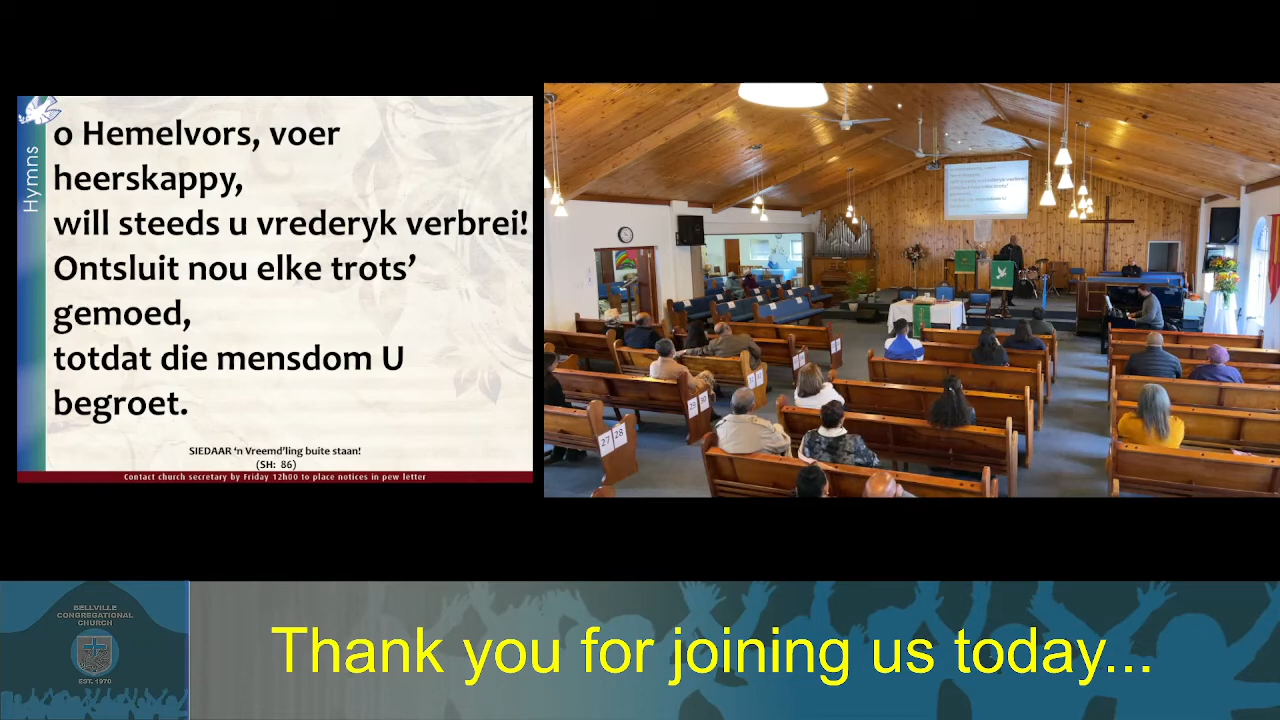 Hymns
o Hemelvors, voer
heerskappy,
will steeds u vrederyk verbrei!
Ontsluit nou elke trots’
gemoed,
totdat die mensdom U
begroet.
SIEDAAR ‘n Vreemd’ling buite staan!
(SH: 86)
Contact church secretary by Friday 12h00 to place notices in pew letter
27 28
29 30
BELLVILLE
CONGREGATIONAL
CHURCH
EST. 1970
Thank you for joining us today...